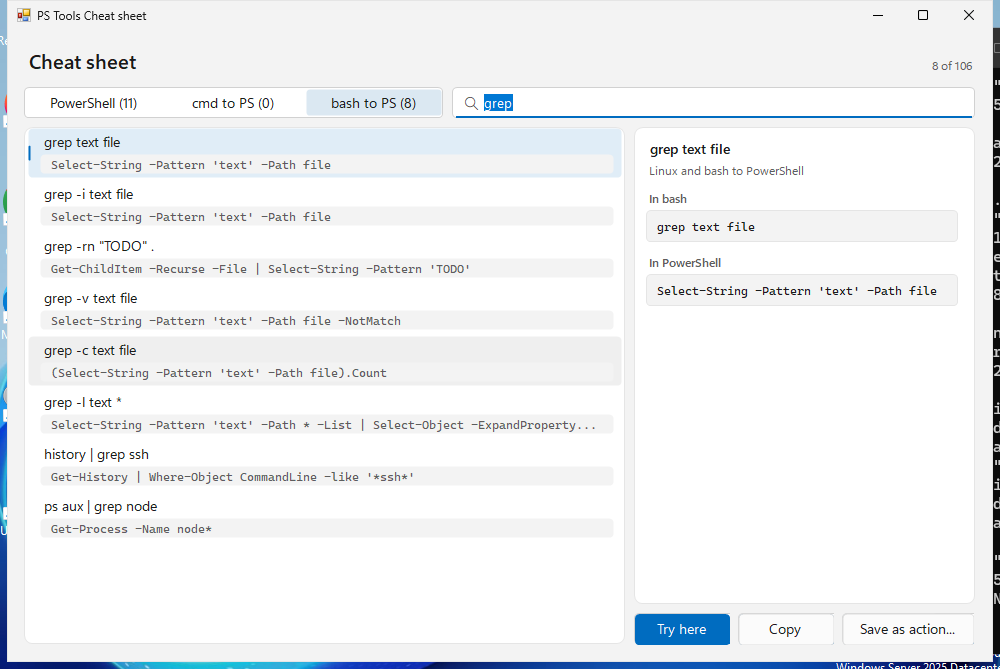 PS Tools Cheat sheet
Cheat sheet
8 of 106
PowerShell (11)
cmd to PS (0)
bash to PS (8)
grep
grep text file
Select-String -Pattern 'text' -Path file
grep -i text file
Select-String -Pattern 'text' -Path file
grep -rn "TODO" .
Get-ChildItem -Recurse -File | Select-String -Pattern 'TODO'
grep -v text file
Select-String -Pattern 'text' -Path file -NotMatch
grep -c text file
(Select-String -Pattern 'text' -Path file).Count
grep -l text *
Select-String -Pattern 'text' -Path * -List | Select-Object -ExpandProperty...
history | grep ssh
Get-History | Where-Object CommandLine -like '*ssh*'
ps aux | grep node
Get-Process -Name node*
grep text file
Linux and bash to PowerShell
In bash
grep text file
In PowerShell
Select-String -Pattern 'text' -Path file
Try here
Copy
Save as action...
Windows Server 2025 Datacente